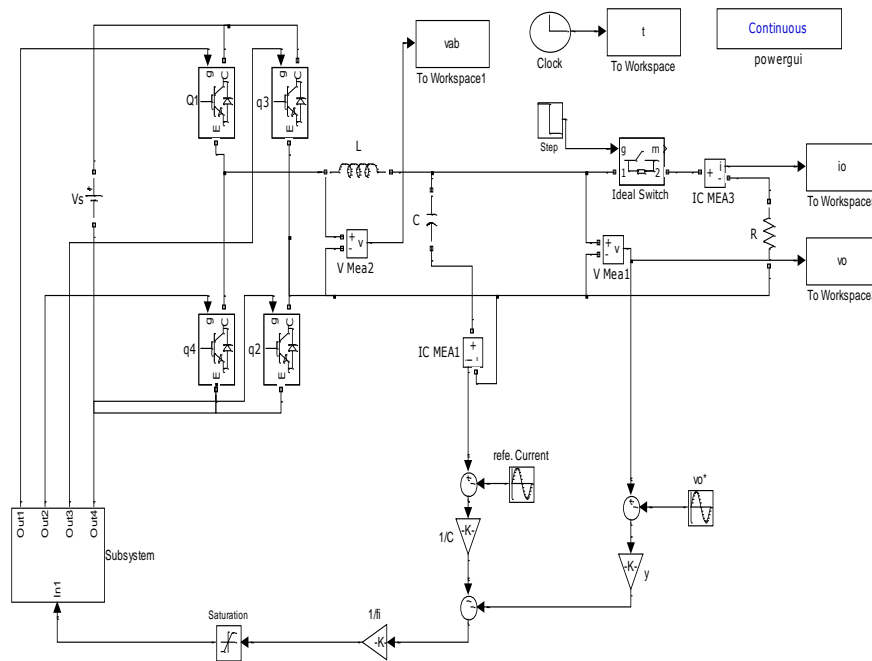 vab
To Workspace1
Clock
t
To Workspace
Continuous
powergui
g
C
E
Q1
g
C
E
q3
Vs
+
L
C
+
-
v
V Mea2
Step
g
m
1
2
Ideal Switch
+
-
i
IC MEA3
io
To Workspace
R
+
-
v
V Mea1
vo
To Workspace
g
C
E
q4
g
C
E
q2
+
-
IC MEA1
refe. Current
vo*
-K-
1/C
-K-
y
Out1
Out2
Out3
Out4
In1
Subsystem
Saturation
1/fi
-K-